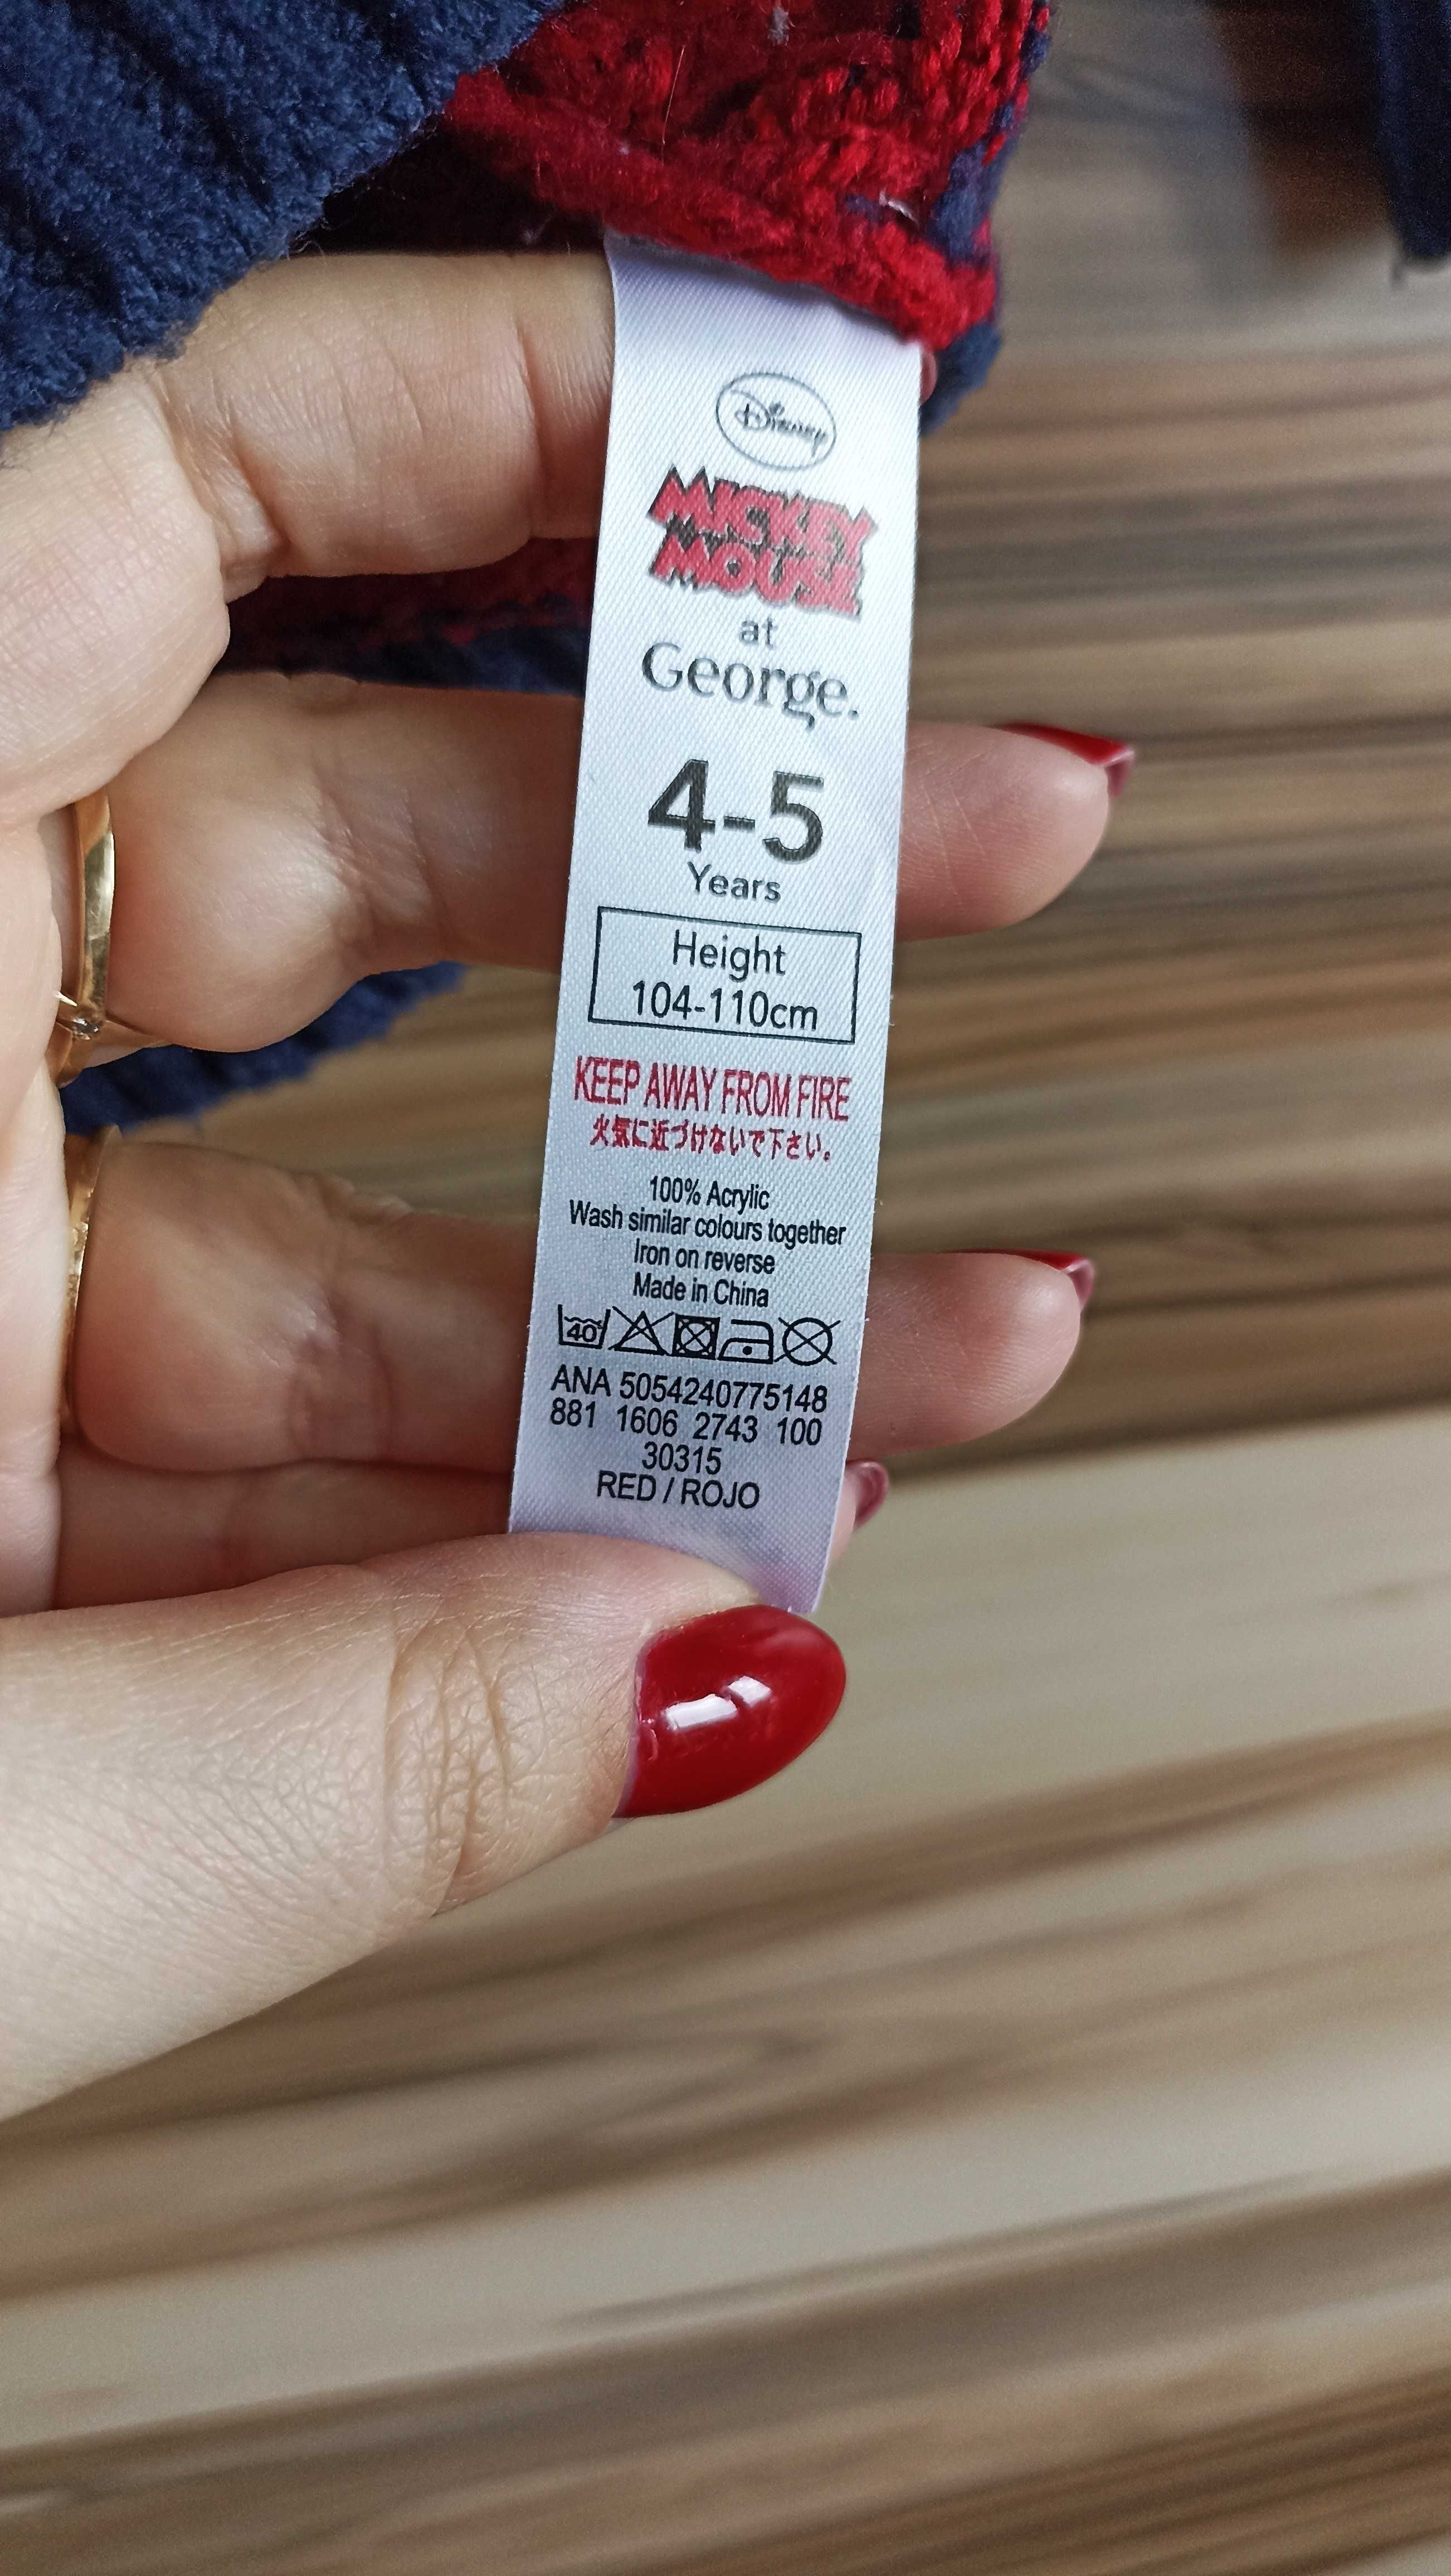 Disney
MICKEY
MOUSE
at
George.
4-5
Years
Height
104-110cm
KEEP AWAY FROM FIRE
火気に近づけないで下さい。
100% Acrylic
Wash similar colours together
Iron on reverse
Made in China
40
ANA 5054240775148
881 1606 2743 100
30315
RED / ROJO